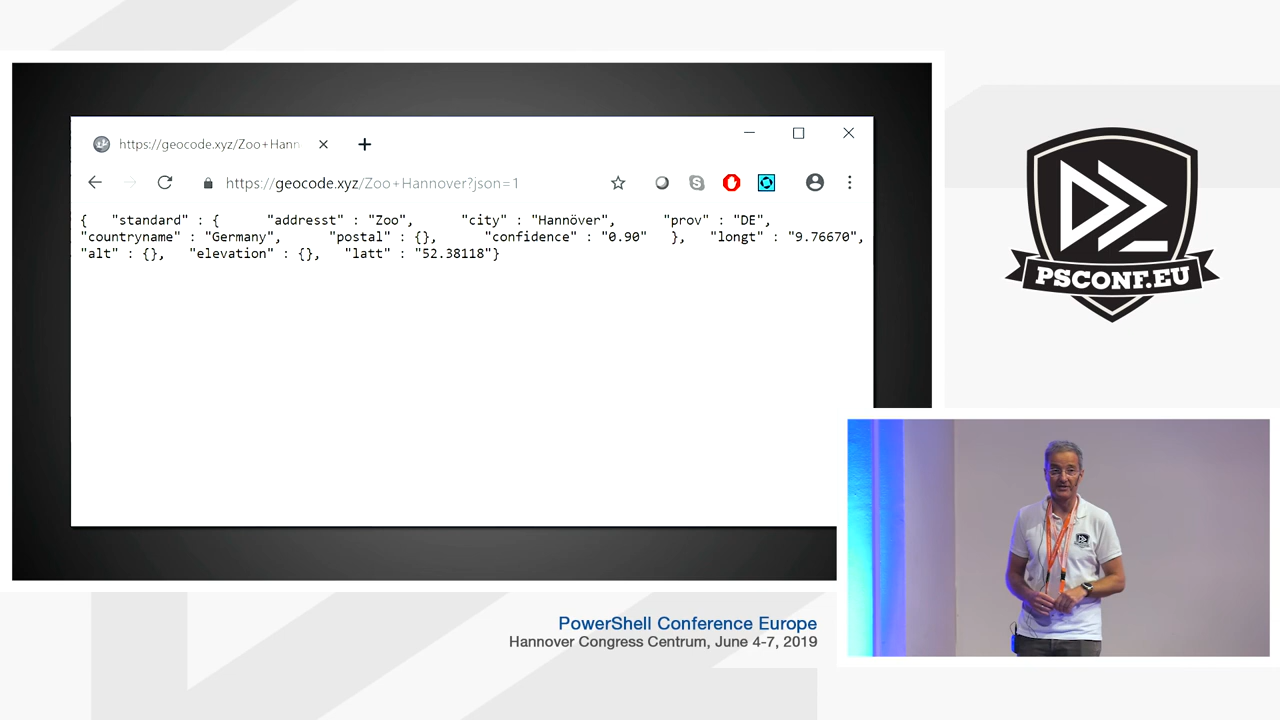 https://geocode.xyz/Zoo+Hann
https://geocode.xyz/Zoo+Hannover?json=1
{   "standard" : {      "addresst" : "Zoo",      "city" : "Hannöver",      "prov" : "DE",
"countryname" : "Germany",      "postal" : {},      "confidence" : "0.90"   },   "longt" : "9.76670",
"alt" : {},   "elevation" : {},   "latt" : "52.38118"}
PSCONF.EU
PowerShell Conference Europe
Hannover Congress Centrum, June 4-7, 2019